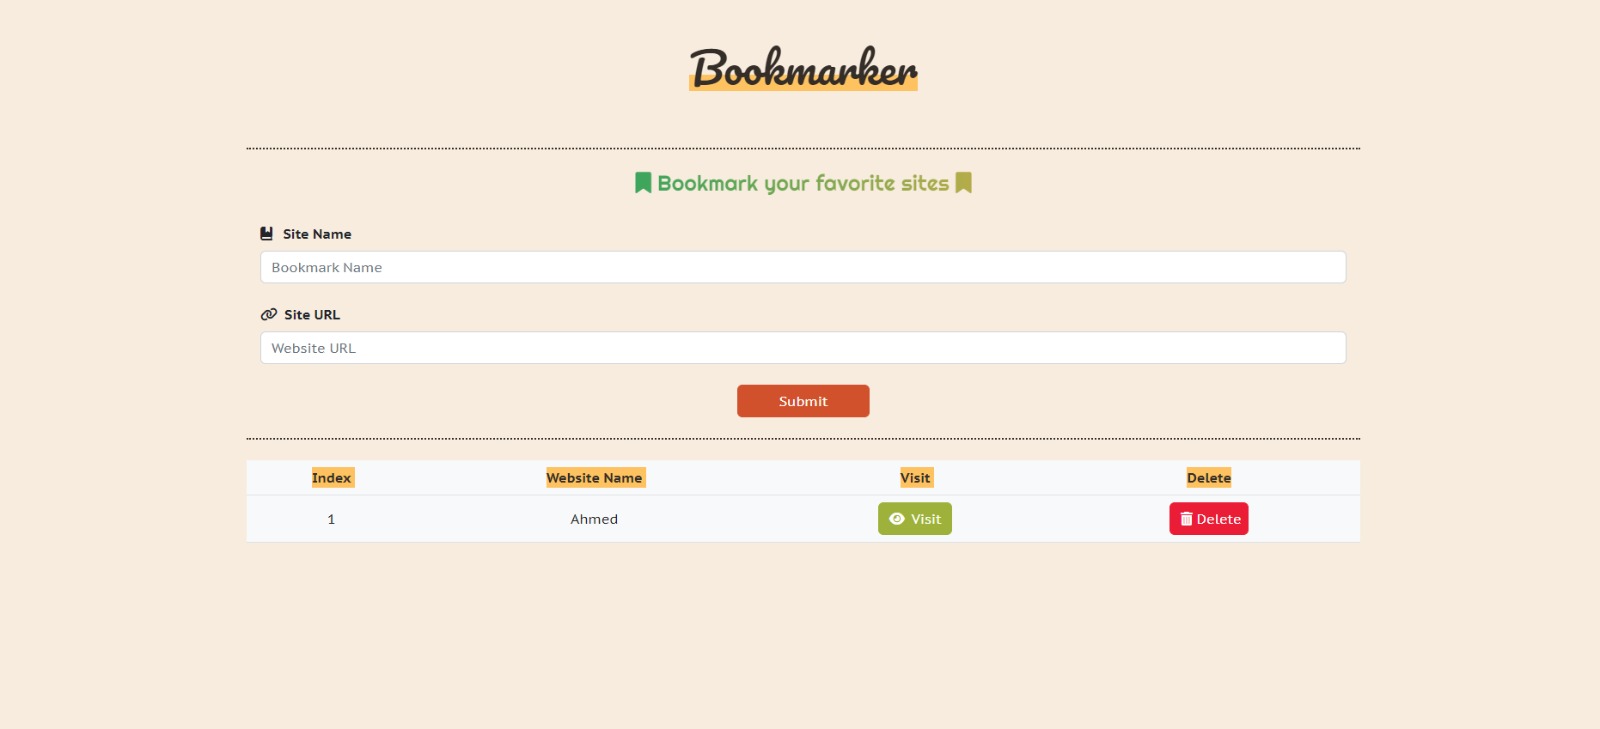 Bookmarker
Bookmark your favorite sites
Site Name
Bookmark Name
Site URL
Website URL
Submit
Index Website Name Visit Delete
1 Ahmed Visit Delete